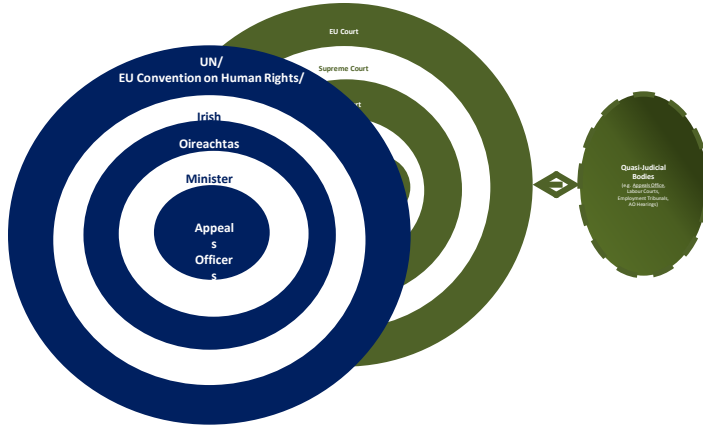 UN/
EU Convention on Human Rights/
Irish
Oireachtas
Minister
Appeal
s
Officer
s
EU Court
Supreme Court
Quasi-Judicial
Bodies
(e.g. Appeals Office,
Labour Courts,
Employment Tribunals,
AO Hearings)